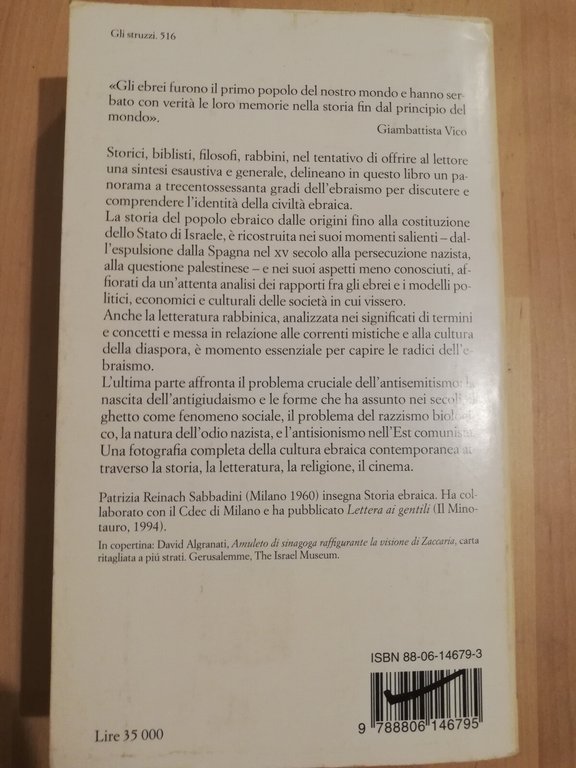 Gli struzzi. 516
«Gli ebrei furono il primo popolo del nostro mondo e hanno ser-
bato con verità le loro memorie nella storia fin dal principio del
mondo».
Giambattista Vico
Storici, biblisti, filosofi, rabbini, nel tentativo di offrire al lettore
una sintesi esaustiva e generale, delineano in questo libro un pa-
norama a trecentossessanta gradi dell'ebraismo per discutere e
comprendere l'identità della civiltà ebraica.
La storia del popolo ebraico dalle origini fino alla costituzione
dello Stato di Israele, è ricostruita nei suoi momenti salienti – dal-
l'espulsione dalla Spagna nel XV secolo alla persecuzione nazista,
alla questione palestinese – e nei suoi aspetti meno conosciuti, af-
fiorati da un'attenta analisi dei rapporti fra gli ebrei e i modelli po-
litici, economici e culturali delle società in cui vissero.
Anche la letteratura rabbinica, analizzata nei significati di termini
e concetti e messa in relazione alle correnti mistiche e alla cultura
della diaspora, è momento essenziale per capire le radici dell'e-
braismo.
L'ultima parte affronta il problema cruciale dell'antisemitismo: la
nascita dell'antigiudaismo e le forme che ha assunto nei secoli,
ghetto come fenomeno sociale, il problema del razzismo biologi-
co, la natura dell'odio nazista, e l'antisionismo nell'Est comunista.
Una fotografia completa della cultura ebraica contemporanea at-
traverso la storia, la letteratura, la religione, il cinema.
Patrizia Reinach Sabbadini (Milano 1960) insegna Storia ebraica. Ha col-
laborato con il Cdec di Milano e ha pubblicato Lettera ai gentili (Il Mino-
tauro, 1994).
In copertina: David Algranati, Amuleto di sinagoga raffigurante la visione di Zaccaria, carta
ritagliata a piú strati. Gerusalemme, The Israel Museum.
ISBN 88-06-14679-3
9 788806 146795
Lire 35 000